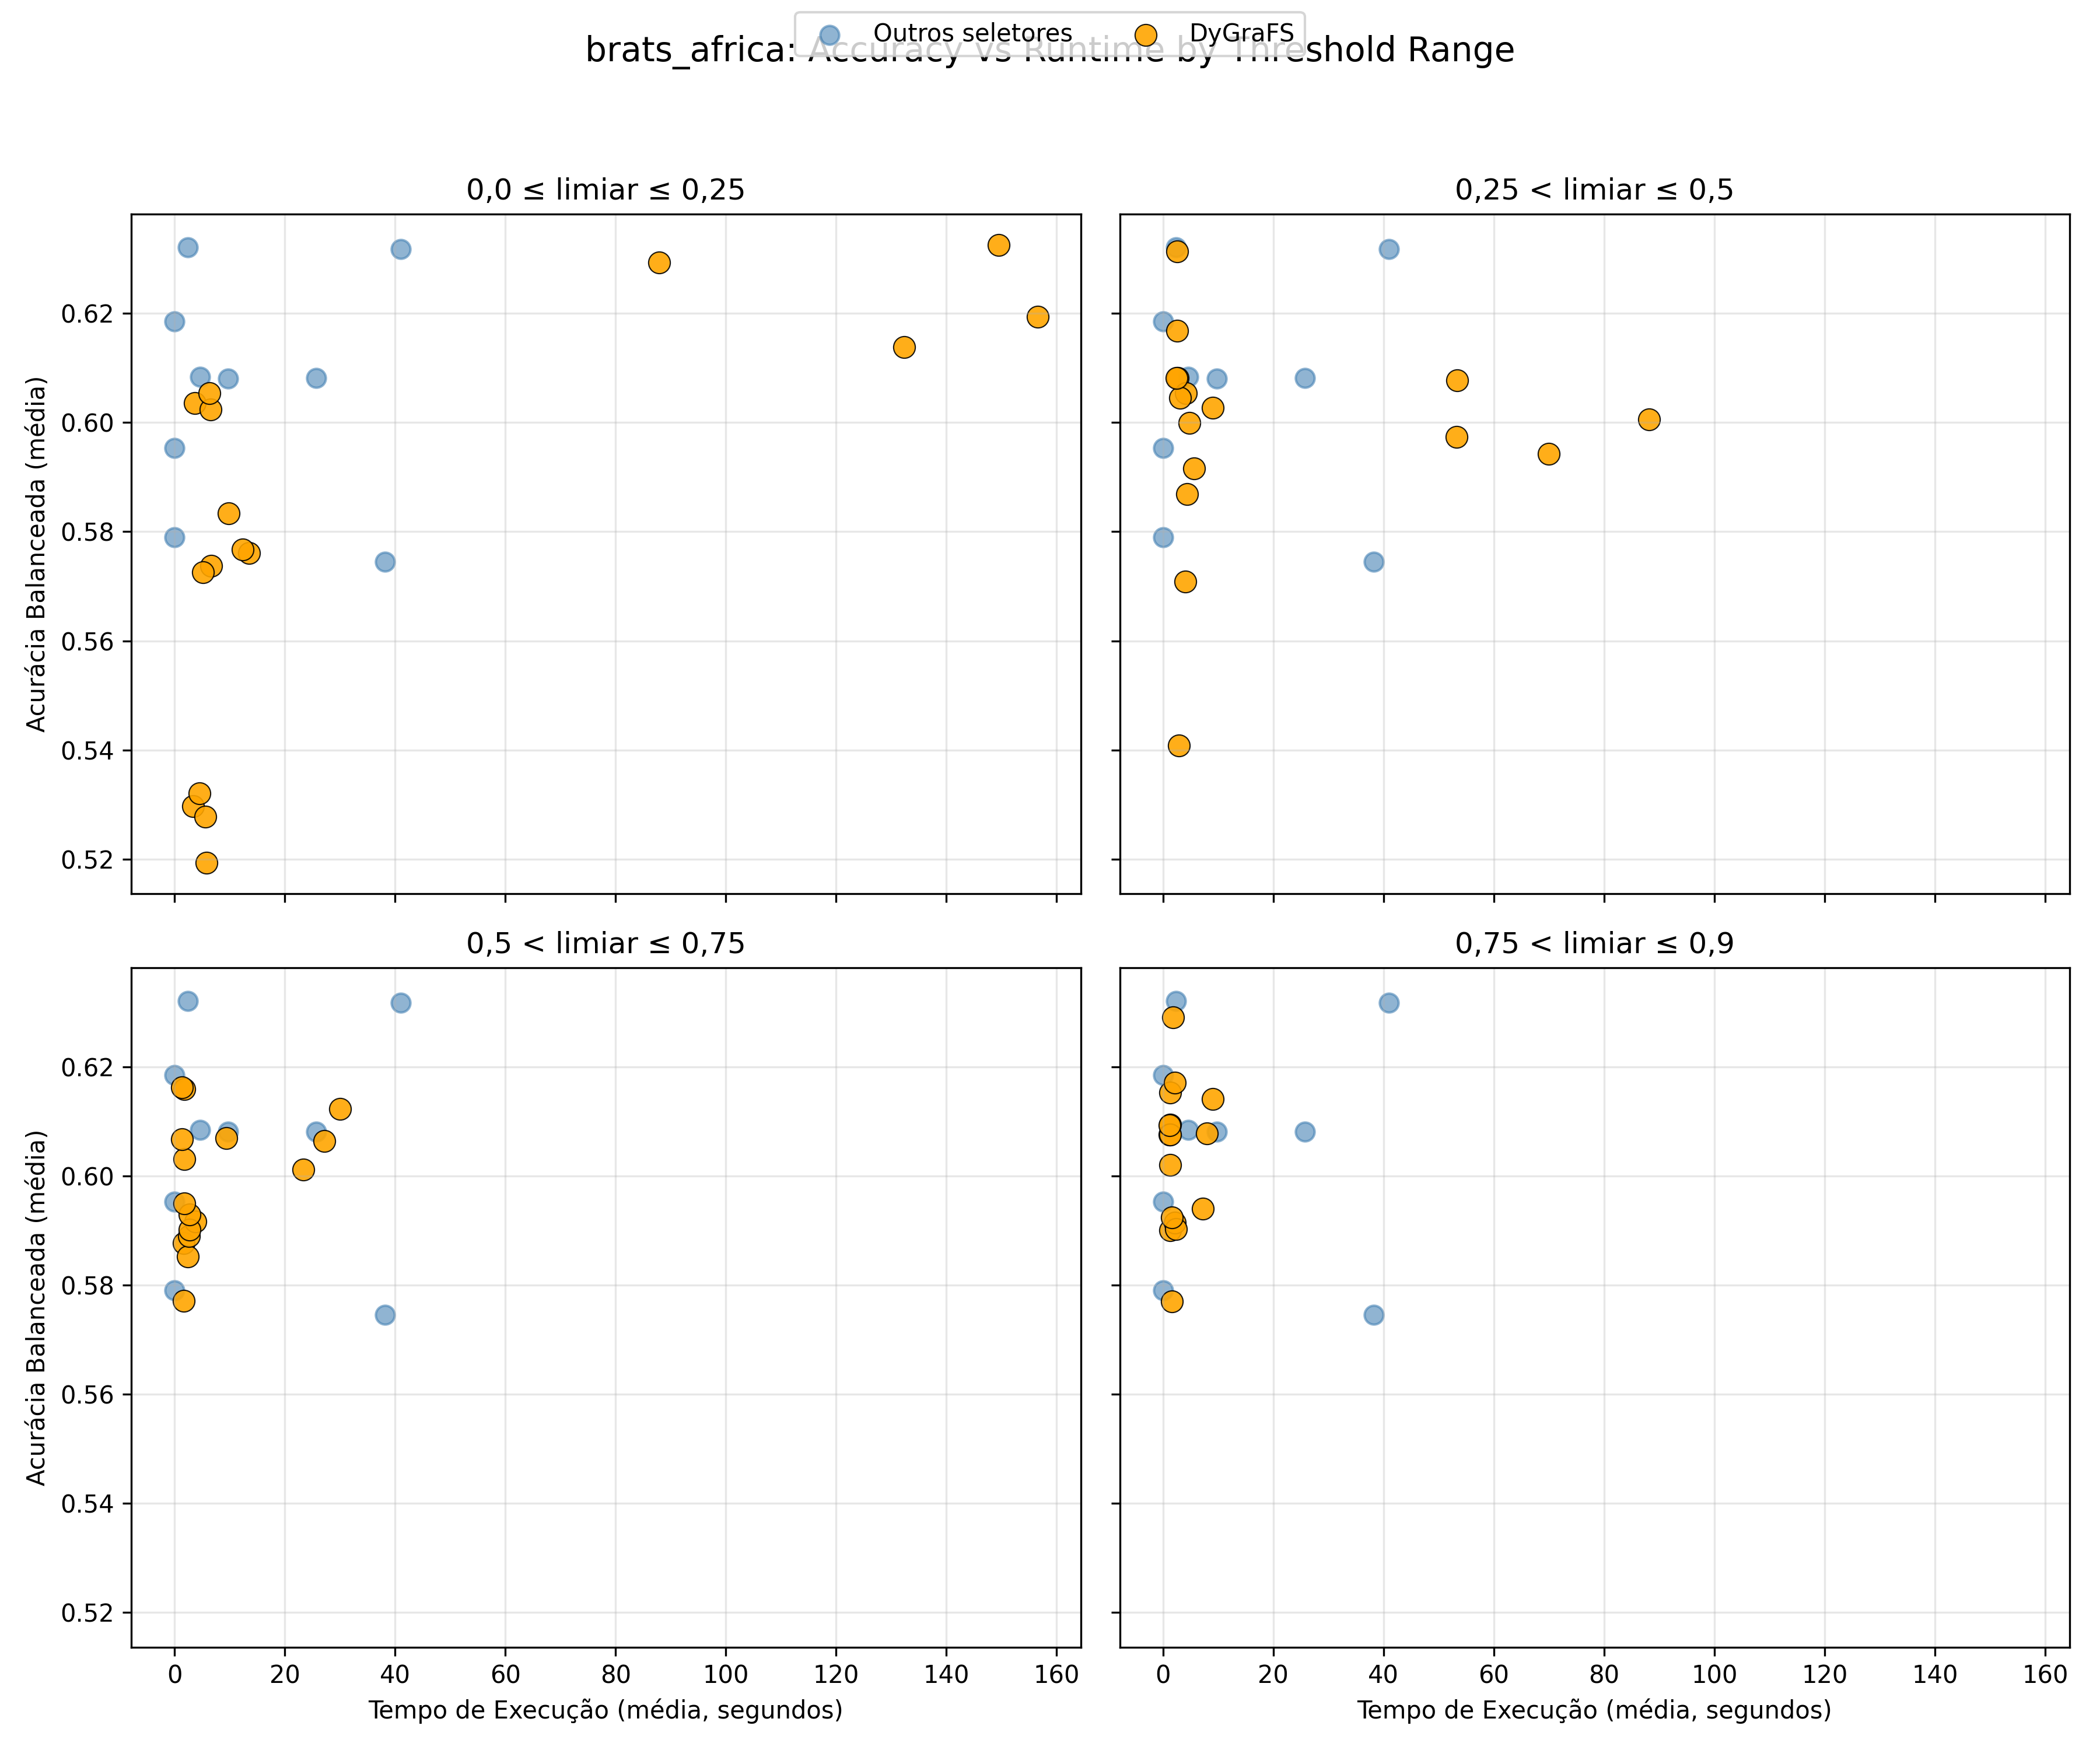 Outros seletores DyGraFS
brats_africa: Accuracy vs Runtime by Threshold Range
0,0 ≤ limiar ≤ 0,25
0,25 < limiar ≤ 0,5
Acurácia Balanceada (média)
0.62
0.60
0.58
0.56
0.54
0.52
0,5 < limiar ≤ 0,75
0,75 < limiar ≤ 0,9
Acurácia Balanceada (média)
0.62
0.60
0.58
0.56
0.54
0.52
0 20 40 60 80 100 120 140 160
0 20 40 60 80 100 120 140 160
Tempo de Execução (média, segundos)
Tempo de Execução (média, segundos)